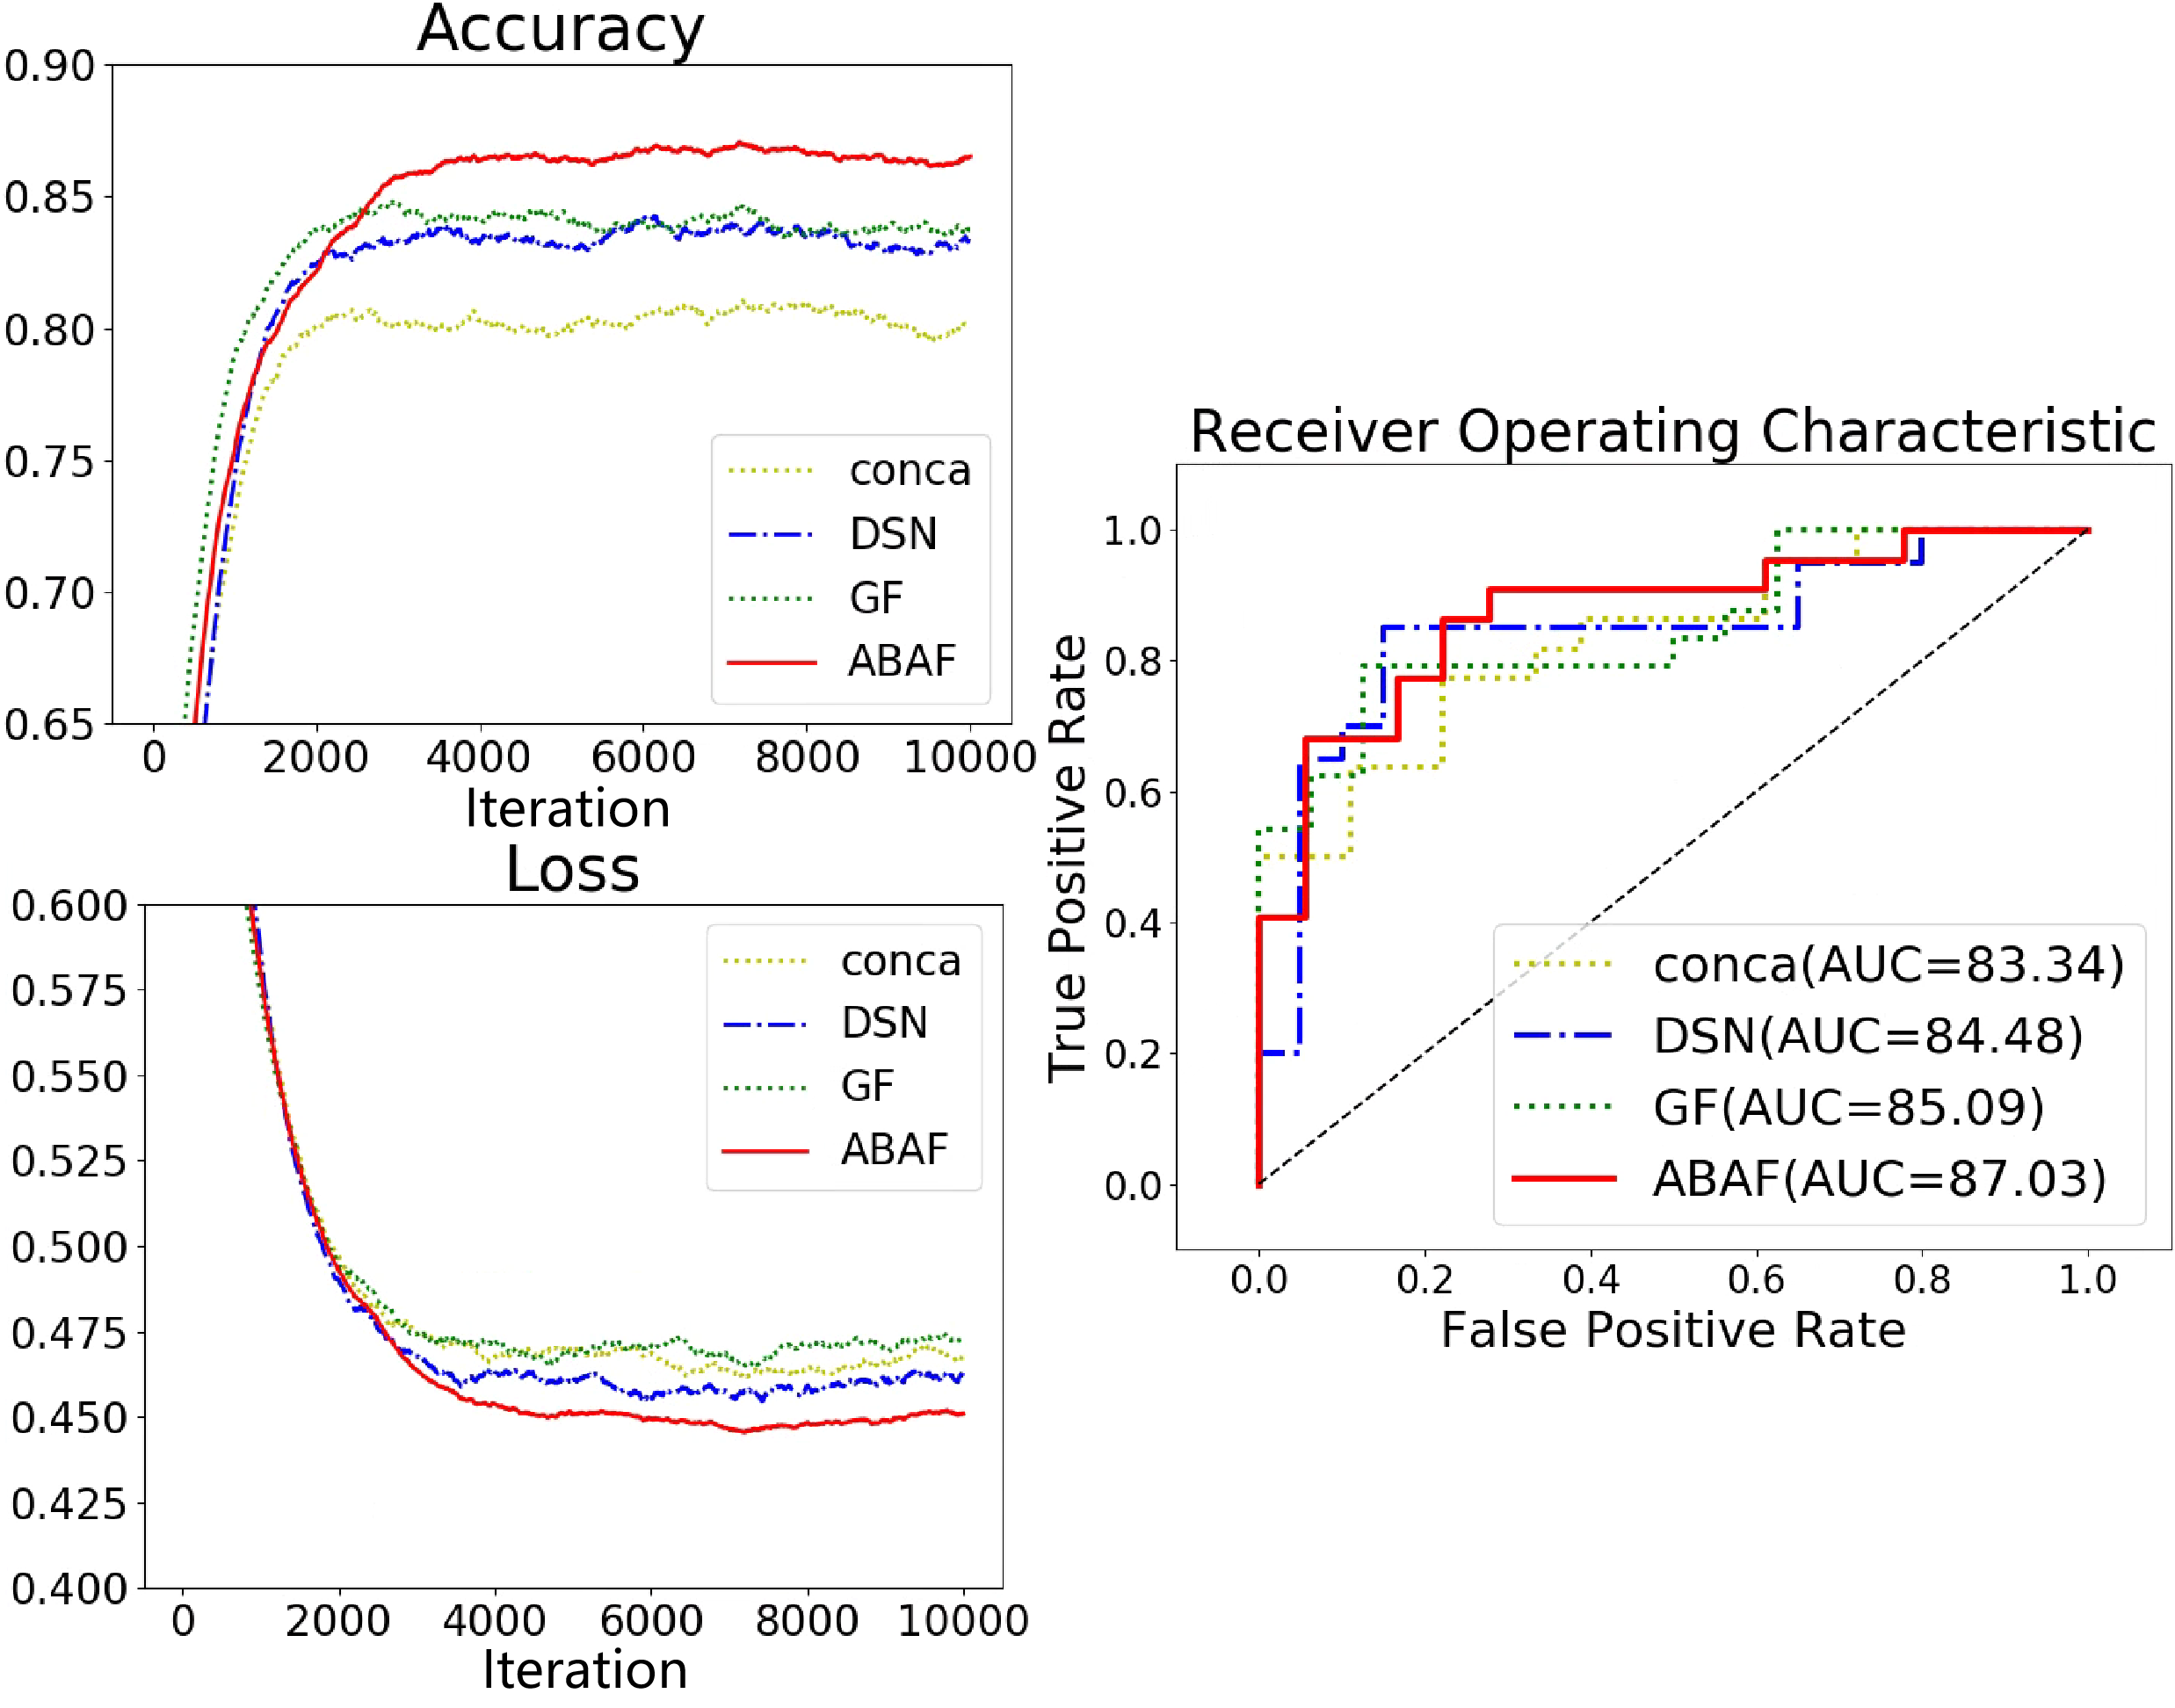 Accuracy
0.90
0.85
0.80
0.75
0.70
0.65
conca
DSN
GF
ABAF
0 2000 4000 6000 8000 10000
Iteration
Loss
0.600
0.575
0.550
0.525
0.500
0.475
0.450
0.425
0.400
conca
DSN
GF
ABAF
0 2000 4000 6000 8000 10000
Iteration
Receiver Operating Characteristic
True Positive Rate
1.0
0.8
0.6
0.4
0.2
0.0
conca(AUC=83.34)
DSN(AUC=84.48)
GF(AUC=85.09)
ABAF(AUC=87.03)
0.0 0.2 0.4 0.6 0.8 1.0
False Positive Rate